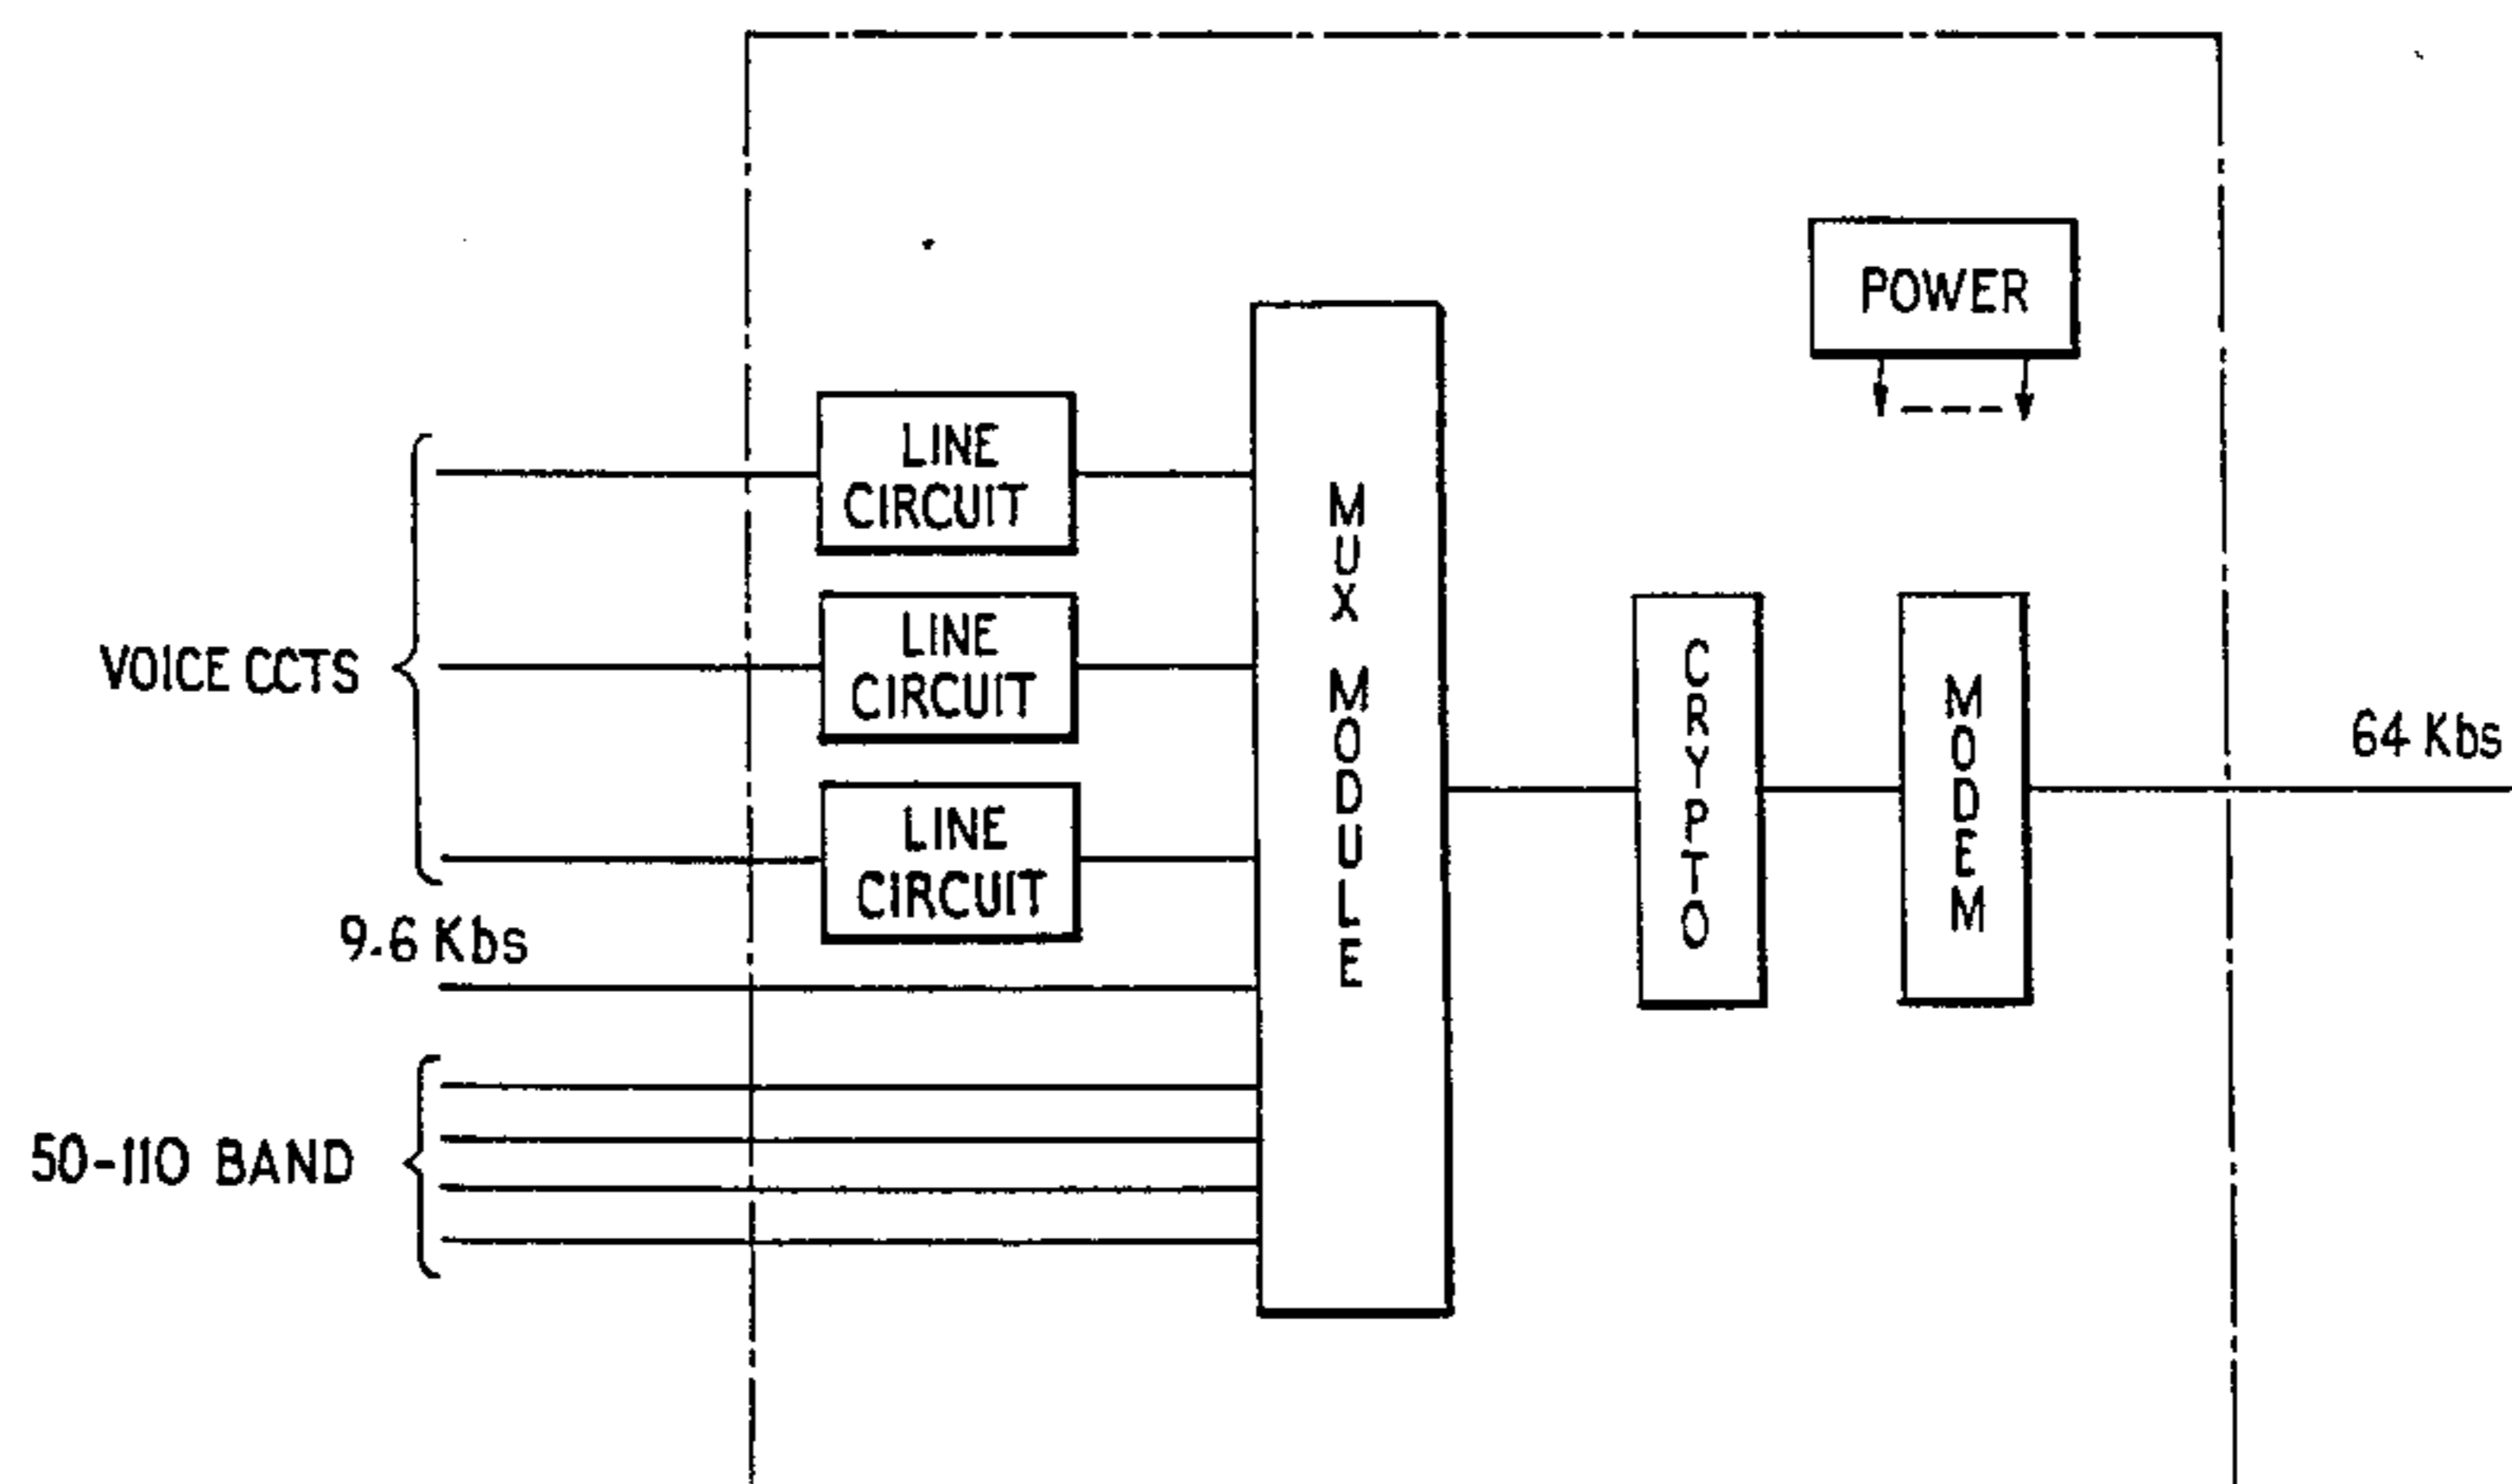 POWER
LINE
CIRCUIT
MUX MODULE
VOICE CCTS
LINE
CIRCUIT
CRYPTO
MODEM
64 Kbs
LINE
CIRCUIT
9.6 Kbs
50-110 BAND